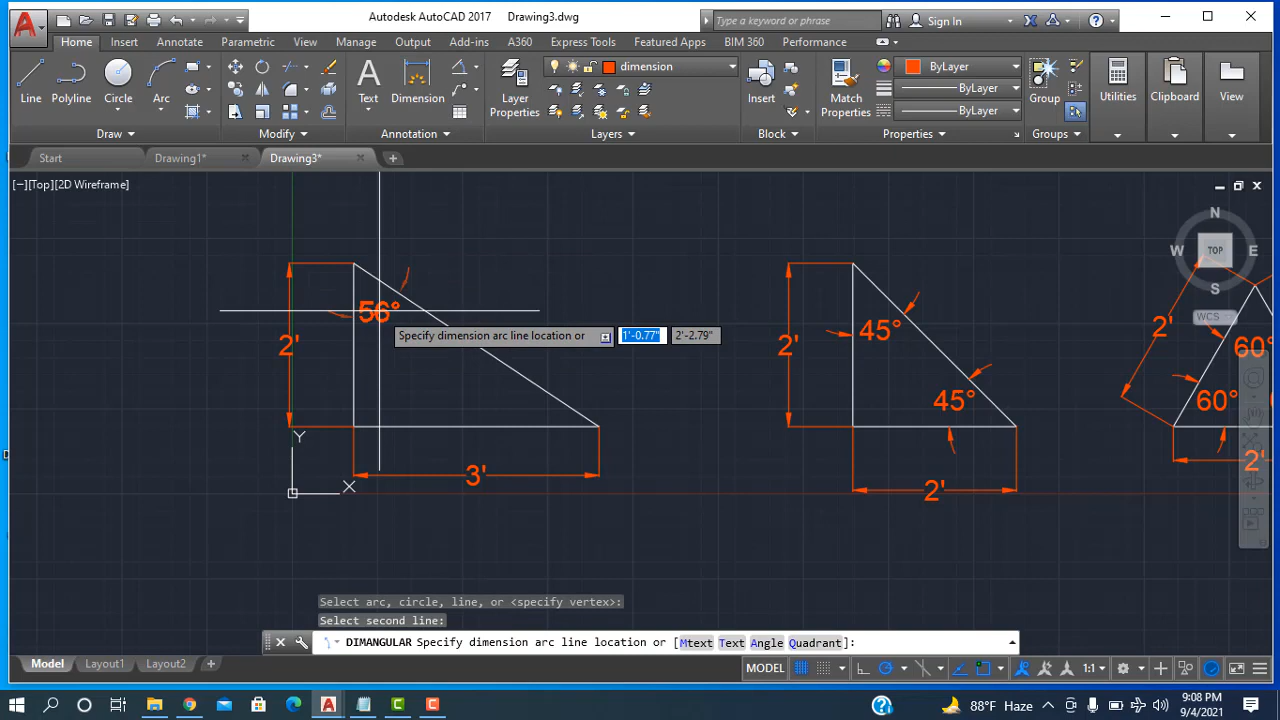 Autodesk AutoCAD 2017 Drawing3.dwg
Type a keyword or phrase
Sign In
Home Insert Annotate Parametric View Manage Output Add-ins A360 Express Tools Featured Apps BIM 360 Performance
Line Polyline Circle Arc
Text Dimension
Layer Properties
dimension
Insert
Match Properties
ByLayer
ByLayer
ByLayer
Group
Utilities
Clipboard
View
Draw Modify Annotation Layers Block Properties Groups
Start Drawing1* Drawing3*
[−][Top][2D Wireframe]
N
W TOP E
S
WCS
2'
56°
3'
Y
X
2'
45°
45°
2'
2'
60°
60°
2'
Specify dimension arc line location or 1'-0.77" 2'-2.79"
Select arc, circle, line, or <specify vertex>:
Select second line:
DIMANGULAR Specify dimension arc line location or [Mtext Text Angle Quadrant]:
Model Layout1 Layout2
MODEL
1:1
88°F Haze
9:08 PM
9/4/2021